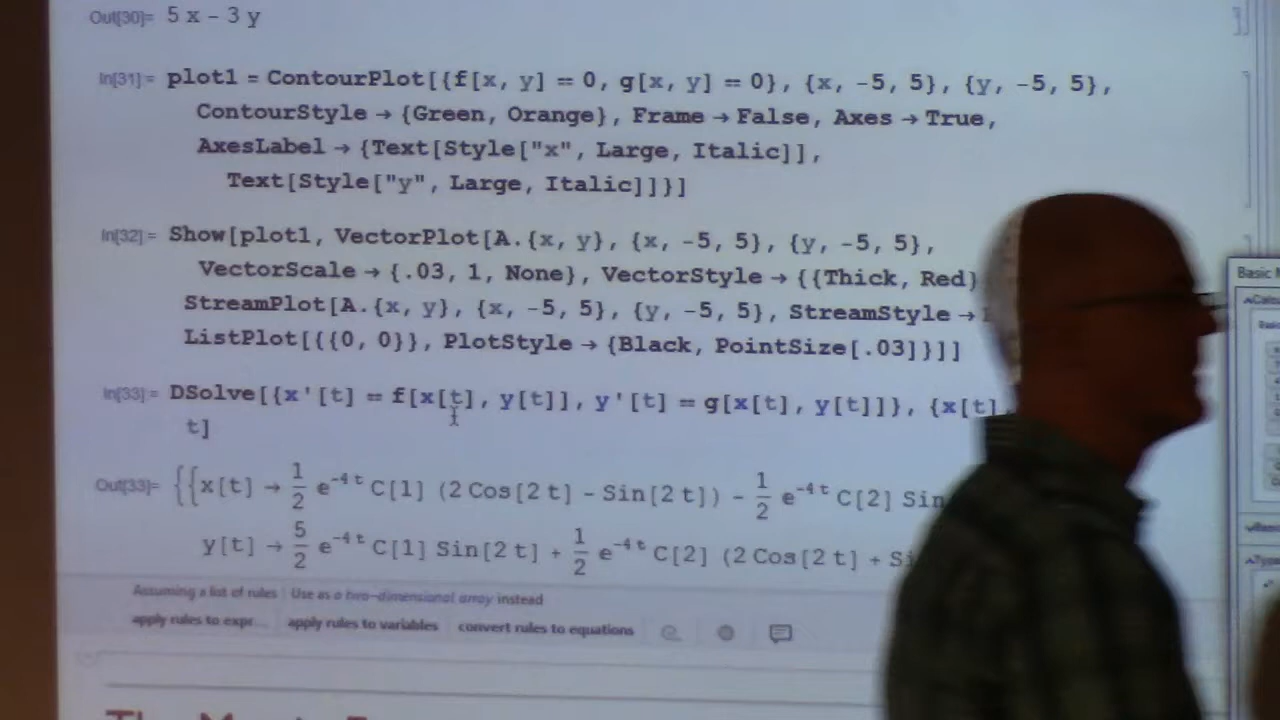 Out[30]= 5 x - 3 y
In[31]:= plot1 = ContourPlot[{f[x, y] == 0, g[x, y] == 0}, {x, -5, 5}, {y, -5, 5},
ContourStyle → {Green, Orange}, Frame → False, Axes → True,
AxesLabel → {Text[Style["x", Large, Italic]],
Text[Style["y", Large, Italic]]}]
In[32]:= Show[plot1, VectorPlot[A.{x, y}, {x, -5, 5}, {y, -5, 5},
VectorScale → {.03, 1, None}, VectorStyle → {{Thick, Red}
StreamPlot[A.{x, y}, {x, -5, 5}, {y, -5, 5}, StreamStyle →
ListPlot[{{0, 0}}, PlotStyle → {Black, PointSize[.03]}]]
In[33]:= DSolve[{x'[t] == f[x[t], y[t]], y'[t] == g[x[t], y[t]]}, {x[t]
t]
Out[33]= {{x[t] → 1/2 e^-4 t C[1] (2 Cos[2 t] - Sin[2 t]) - 1/2 e^-4 t C[2] Sin
y[t] → 5/2 e^-4 t C[1] Sin[2 t] + 1/2 e^-4 t C[2] (2 Cos[2 t] +
Assuming a list of rules | Use as a two-dimensional array instead
apply rules to expr... apply rules to variables convert rules to equations
Basic